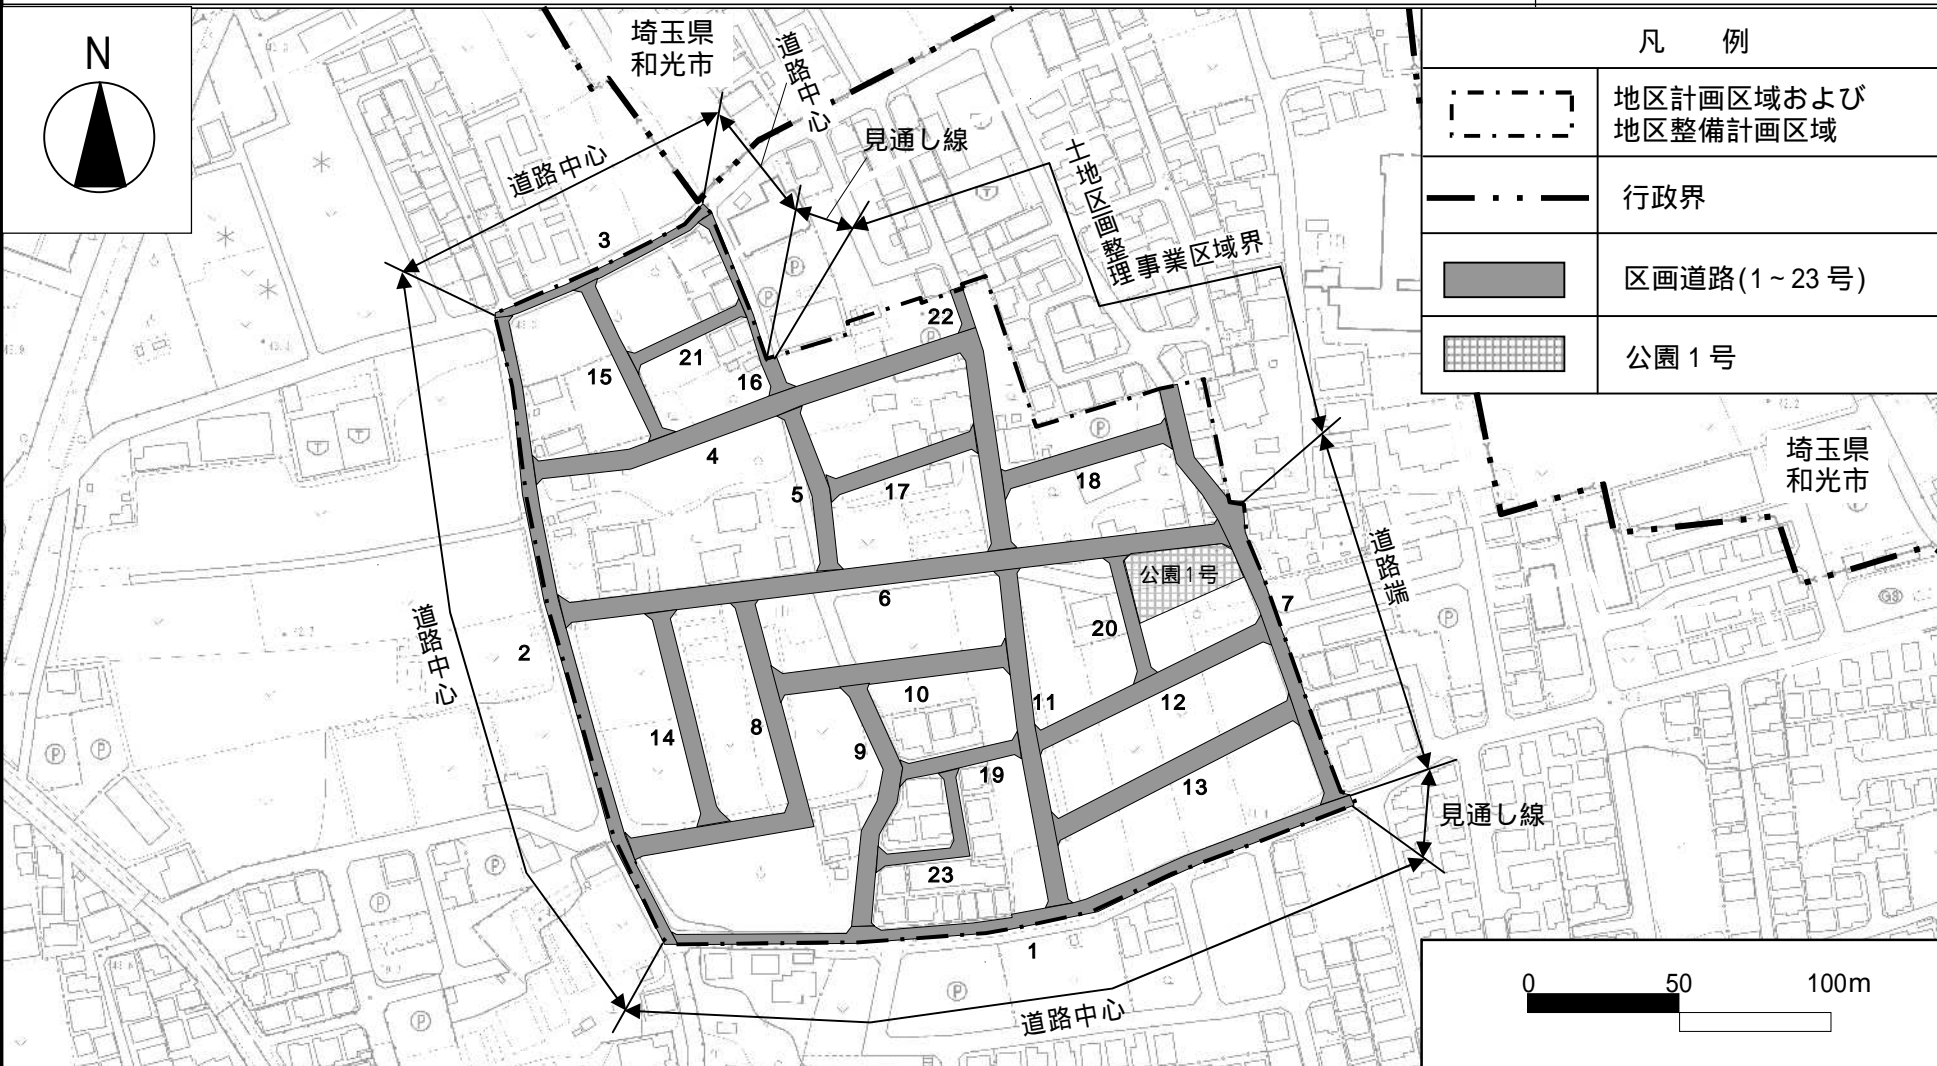 N
埼玉県
和光市
道路中心
道路中心
見通し線
土地区画整理事業区域界
凡　例
地区計画区域および
地区整備計画区域
行政界
区画道路(1～23号)
公園1号
3
22
21
15
16
4
5
17
18
埼玉県
和光市
道路端
公園1号
6
7
20
2
道路中心
10
11
12
14
8
9
19
13
見通し線
23
1
道路中心
0
50
100m